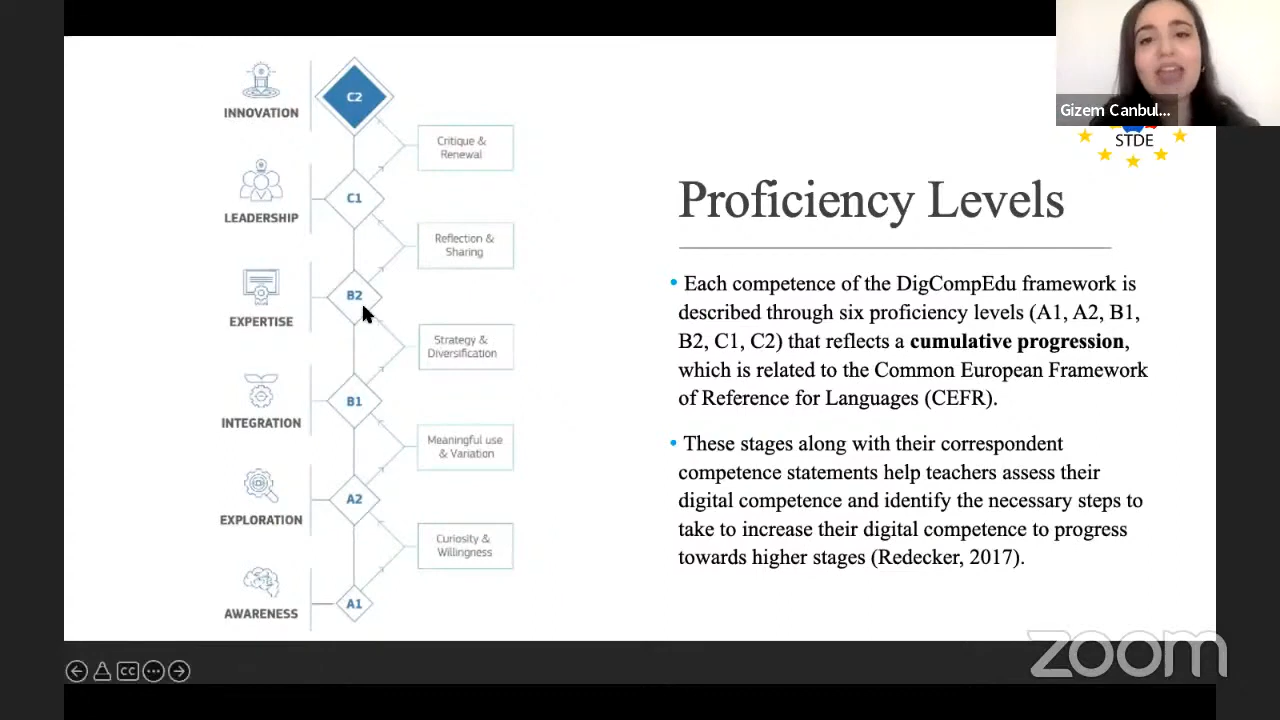 Gizem Canbul...
STDE
C2
INNOVATION
Critique &
Renewal
C1
LEADERSHIP
Reflection &
Sharing
B2
EXPERTISE
Strategy &
Diversification
B1
INTEGRATION
Meaningful use
& Variation
A2
EXPLORATION
Curiosity &
Willingness
A1
AWARENESS
Proficiency Levels
• Each competence of the DigCompEdu framework is
described through six proficiency levels (A1, A2, B1,
B2, C1, C2) that reflects a cumulative progression,
which is related to the Common European Framework
of Reference for Languages (CEFR).
• These stages along with their correspondent
competence statements help teachers assess their
digital competence and identify the necessary steps to
take to increase their digital competence to progress
towards higher stages (Redecker, 2017).
CC
zoom